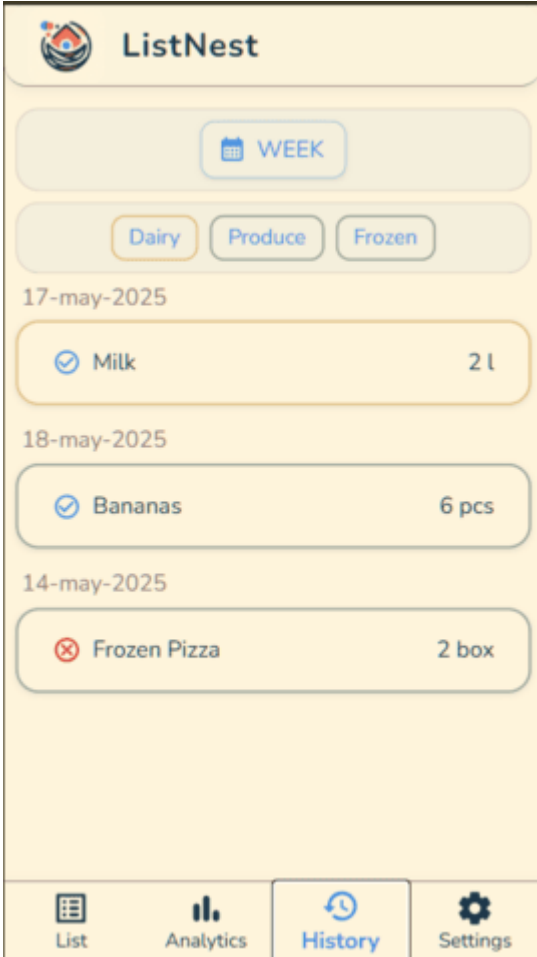 ListNest
WEEK
Dairy Produce Frozen
17-may-2025
Milk 2 l
18-may-2025
Bananas 6 pcs
14-may-2025
Frozen Pizza 2 box
List Analytics History Settings